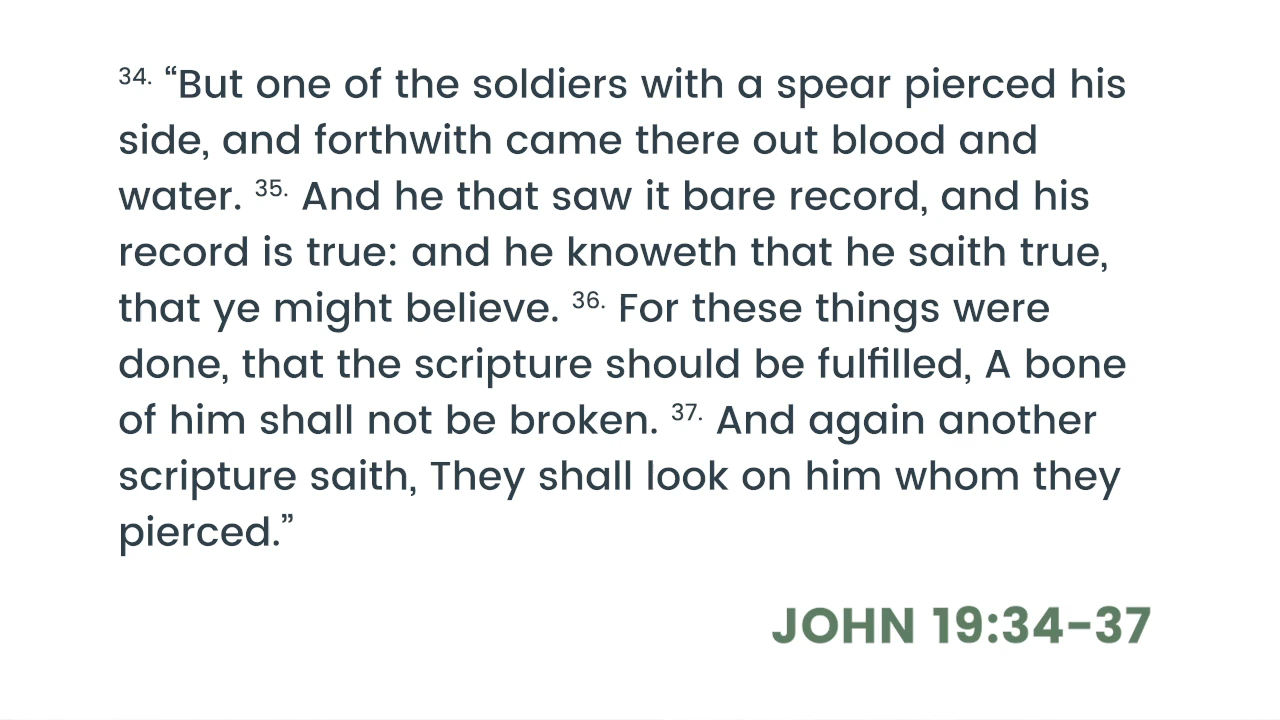 34. “But one of the soldiers with a spear pierced his
side, and forthwith came there out blood and
water. 35. And he that saw it bare record, and his
record is true: and he knoweth that he saith true,
that ye might believe. 36. For these things were
done, that the scripture should be fulfilled, A bone
of him shall not be broken. 37. And again another
scripture saith, They shall look on him whom they
pierced.”
JOHN 19:34-37